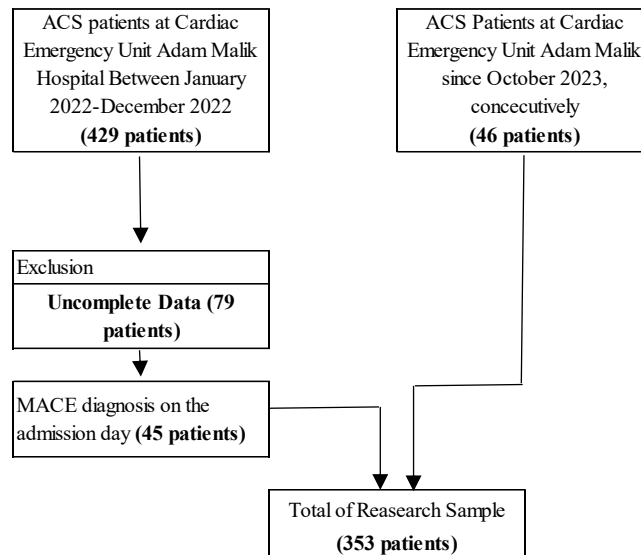 ACS patients at Cardiac
Emergency Unit Adam Malik
Hospital Between January
2022-December 2022
(429 patients)
ACS Patients at Cardiac
Emergency Unit Adam Malik
since October 2023,
concecutively
(46 patients)
Exclusion
Uncomplete Data (79
patients)
MACE diagnosis on the
admission day (45 patients)
Total of Reasearch Sample
(353 patients)